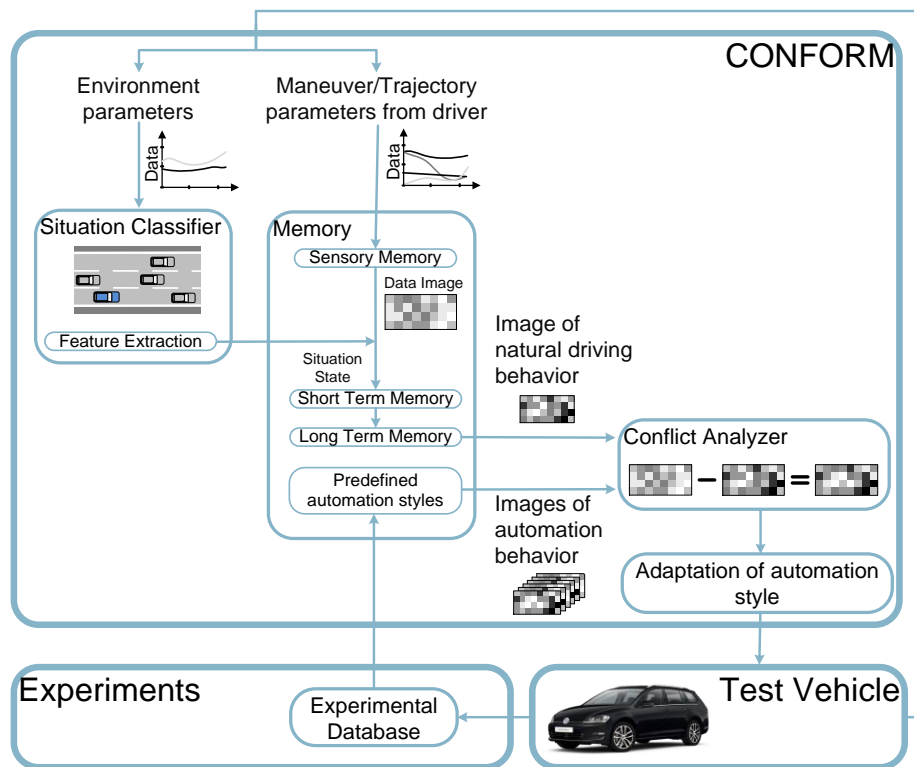 CONFORM
Environment
parameters
Maneuver/Trajectory
parameters from driver
Data
Data
Situation Classifier
Feature Extraction
Memory
Sensory Memory
Data Image
Situation
State
Short Term Memory
Long Term Memory
Predefined
automation styles
Image of
natural driving
behavior
Images of
automation
behavior
Conflict Analyzer
Adaptation of automation
style
Experiments
Experimental
Database
Test Vehicle